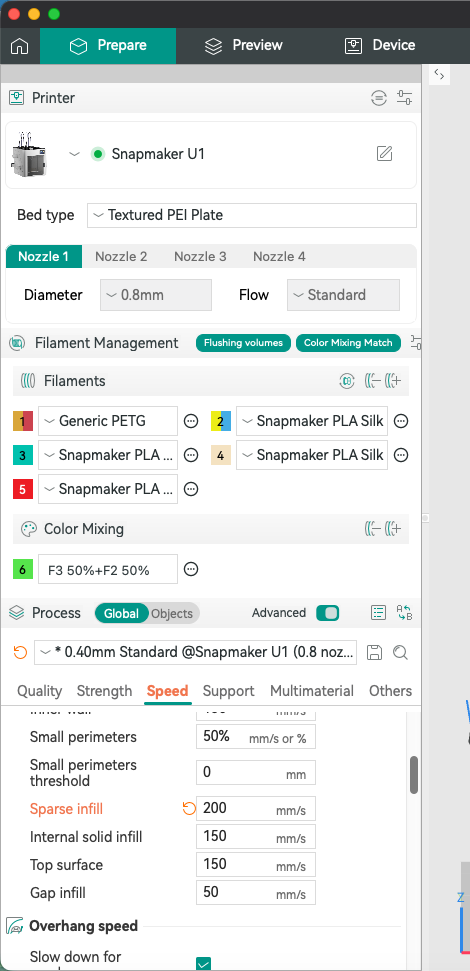 Prepare
Preview
Device
Printer
Snapmaker U1
Bed type
Textured PEI Plate
Nozzle 1
Nozzle 2
Nozzle 3
Nozzle 4
Diameter
0.8mm
Flow
Standard
Filament Management
Flushing volumes
Color Mixing Match
Filaments
1
Generic PETG
2
Snapmaker PLA Silk
3
Snapmaker PLA ...
4
Snapmaker PLA Silk
5
Snapmaker PLA ...
Color Mixing
6
F3 50%+F2 50%
Process
Global
Objects
Advanced
* 0.40mm Standard @Snapmaker U1 (0.8 noz...
Quality
Strength
Speed
Support
Multimaterial
Others
Inner wall
mm/s
Small perimeters
50%
mm/s or %
Small perimeters
threshold
0
mm
Sparse infill
200
mm/s
Internal solid infill
150
mm/s
Top surface
150
mm/s
Gap infill
50
mm/s
Overhang speed
Slow down for
Z